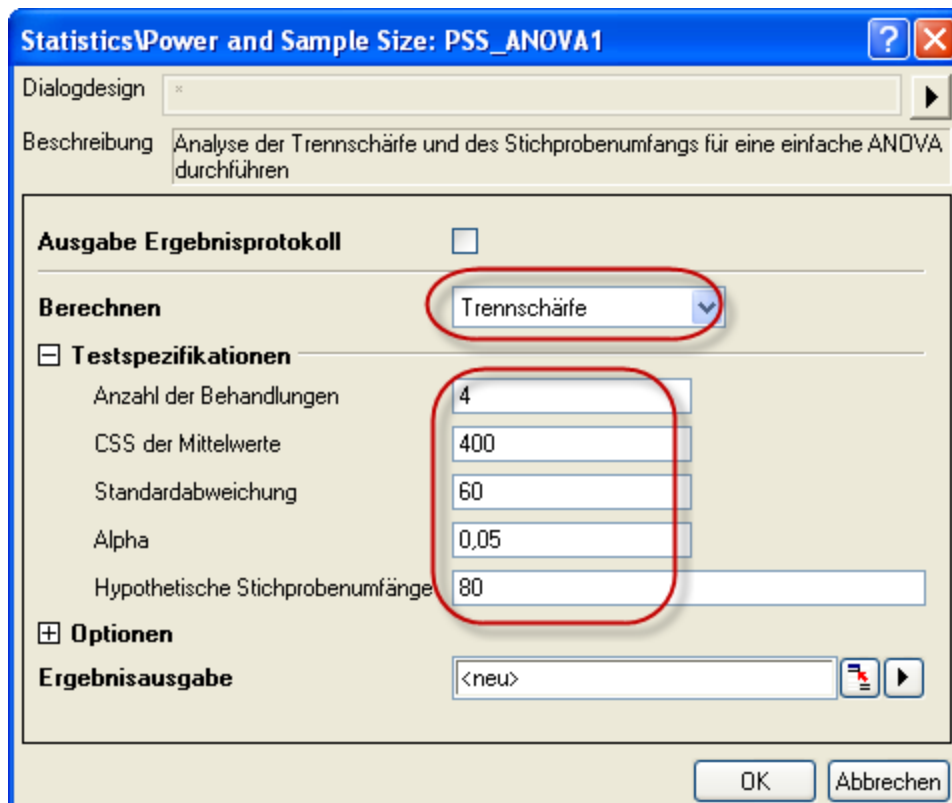 Statistics\Power and Sample Size: PSS_ANOVA1
Dialogdesign *
Beschreibung Analyse der Trennschärfe und des Stichprobenumfangs für eine einfache ANOVA
durchführen
Ausgabe Ergebnisprotokoll
Berechnen Trennschärfe
Testspezifikationen
Anzahl der Behandlungen 4
CSS der Mittelwerte 400
Standardabweichung 60
Alpha 0,05
Hypothetische Stichprobenumfänge 80
Optionen
Ergebnisausgabe <neu>
OK Abbrechen